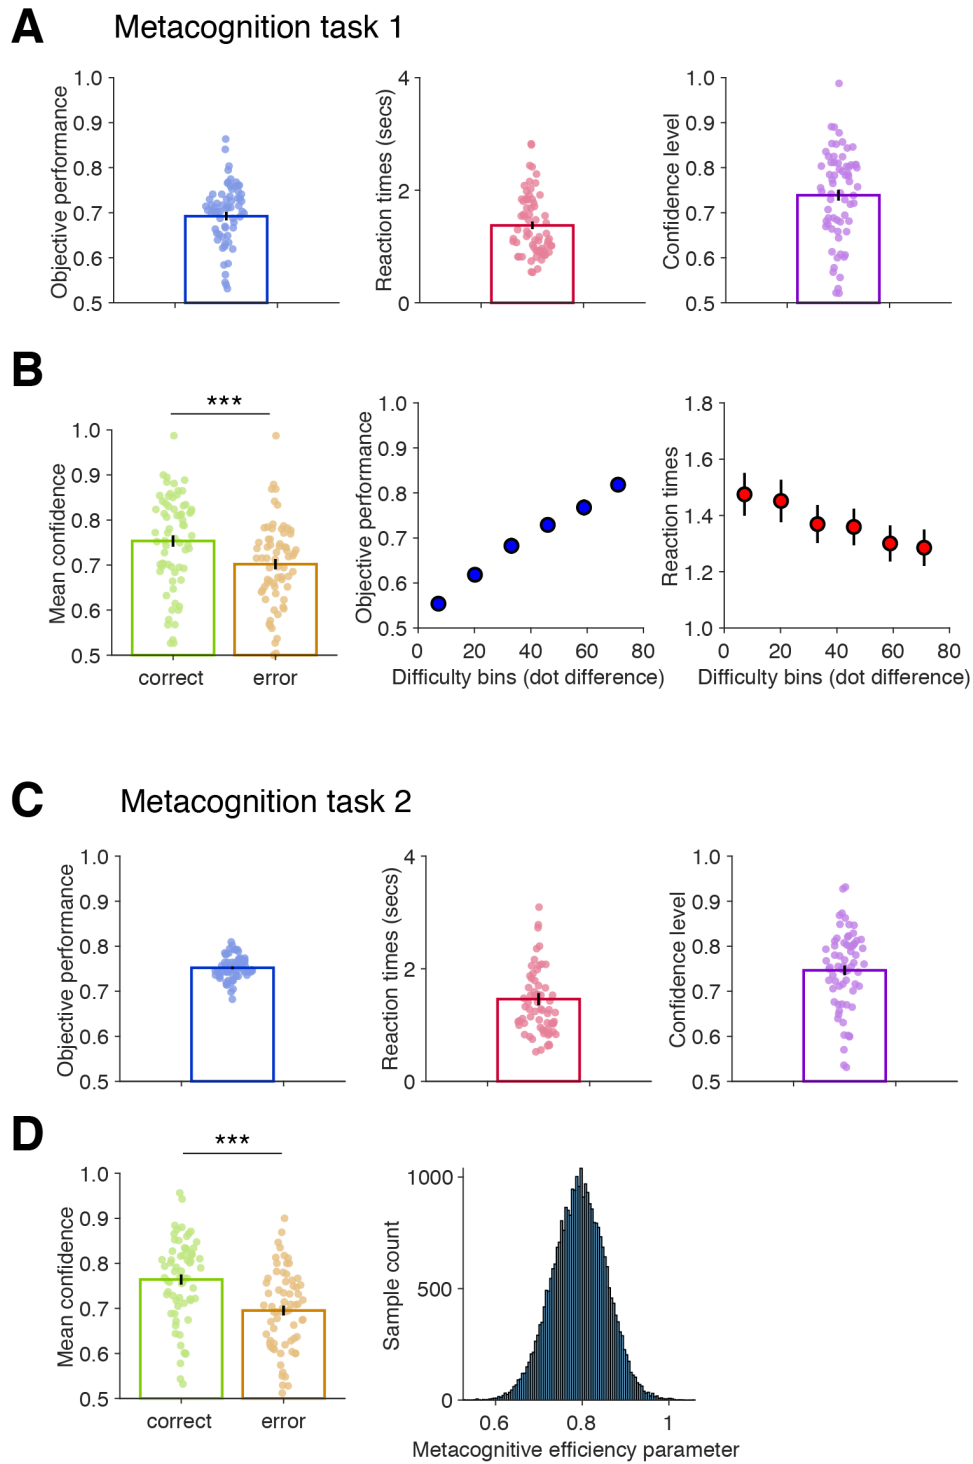 A Metacognition task 1
Objective performance
1.0
0.9
0.8
0.7
0.6
0.5
Reaction times (secs)
4
2
0
Confidence level
1.0
0.9
0.8
0.7
0.6
0.5
B
***
Mean confidence
1.0
0.9
0.8
0.7
0.6
0.5
correct error
Objective performance
1.0
0.9
0.8
0.7
0.6
0.5
0 20 40 60 80
Difficulty bins (dot difference)
Reaction times
1.8
1.6
1.4
1.2
1.0
0 20 40 60 80
Difficulty bins (dot difference)
C Metacognition task 2
Objective performance
1.0
0.9
0.8
0.7
0.6
0.5
Reaction times (secs)
4
2
0
Confidence level
1.0
0.9
0.8
0.7
0.6
0.5
D
***
Mean confidence
1.0
0.9
0.8
0.7
0.6
0.5
correct error
Sample count
1000
500
0
0.6 0.8 1
Metacognitive efficiency parameter